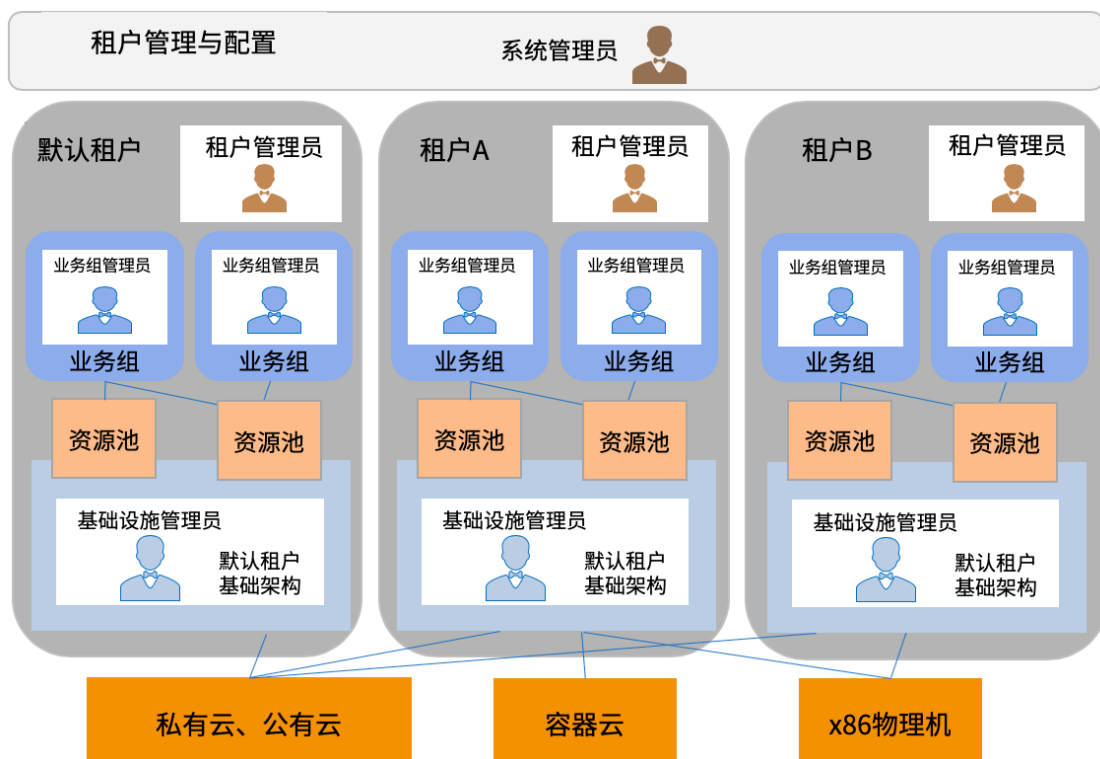 租户管理与配置
系统管理员
默认租户
租户管理员
租户A
租户管理员
租户B
租户管理员
业务组管理员
业务组
业务组管理员
业务组
业务组管理员
业务组
业务组管理员
业务组
业务组管理员
业务组
业务组管理员
业务组
资源池
资源池
资源池
资源池
资源池
资源池
基础设施管理员
默认租户
基础架构
基础设施管理员
默认租户
基础架构
基础设施管理员
默认租户
基础架构
私有云、公有云
容器云
x86物理机